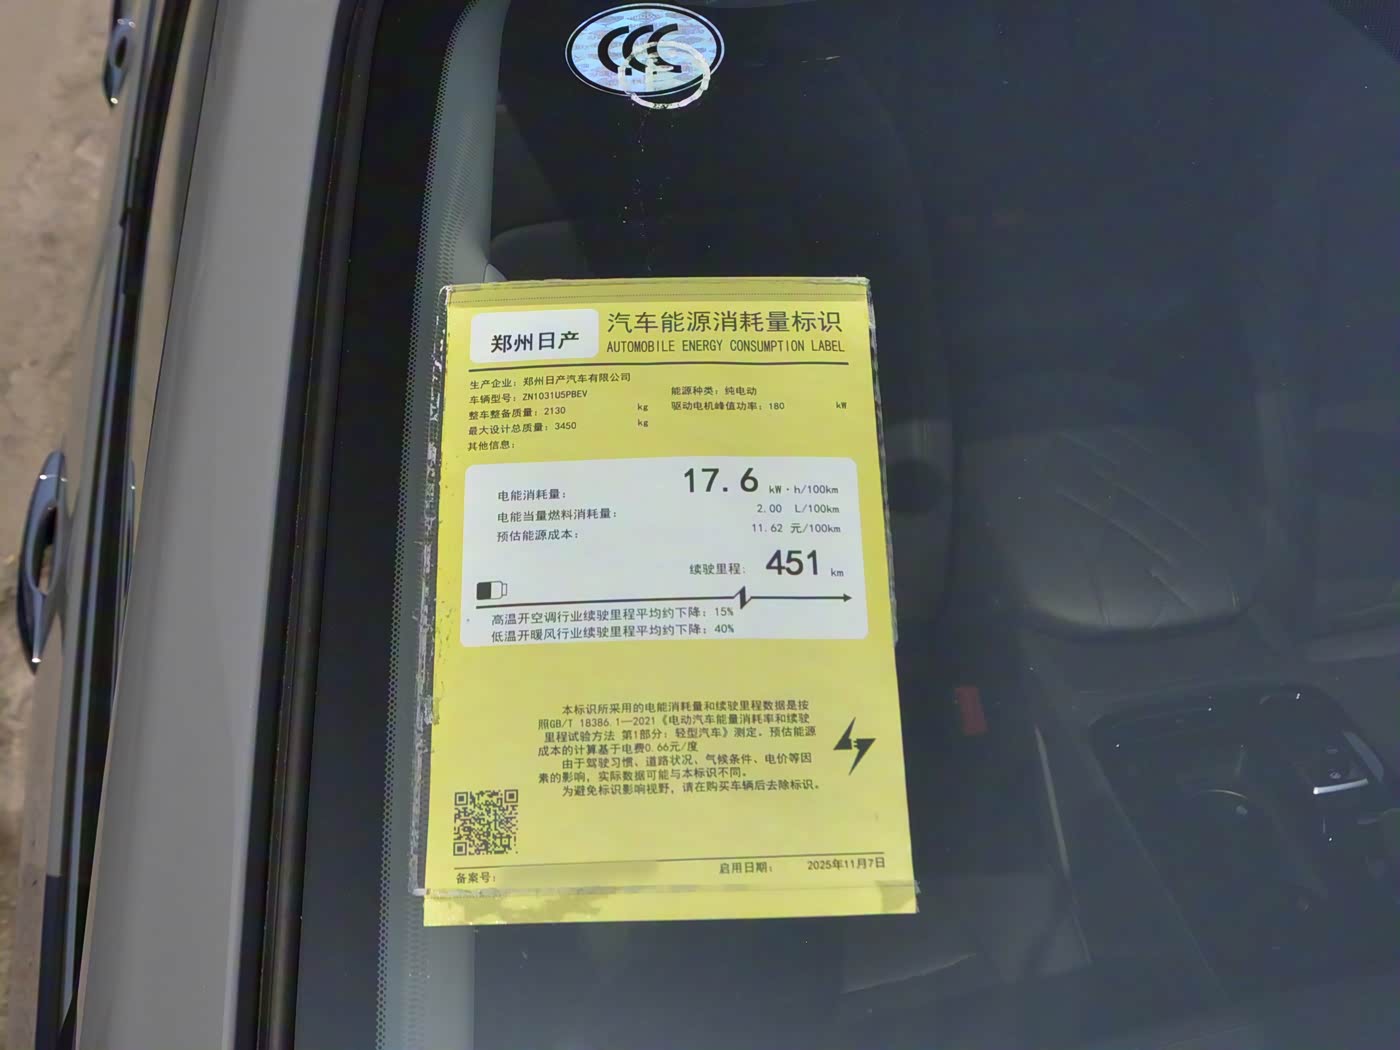 CCC
郑州日产
汽车能源消耗量标识
AUTOMOBILE ENERGY CONSUMPTION LABEL
生产企业：郑州日产汽车有限公司
车辆型号：ZN1031U5PBEV
整车整备质量：2130 kg
最大设计总质量：3450 kg
其他信息：
能源种类：纯电动
驱动电机峰值功率：180 kW
电能消耗量： 17.6 kW·h/100km
电能当量燃料消耗量： 2.00 L/100km
预估能源成本： 11.62 元/100km
续驶里程： 451 km
高温开空调行业续驶里程平均约下降：15%
低温开暖风行业续驶里程平均约下降：40%
本标识所采用的电能消耗量和续驶里程数据是按
照GB/T 18386.1—2021《电动汽车能量消耗率和续驶
里程试验方法 第1部分：轻型汽车》测定。预估能源
成本的计算基于电费0.66元/度
由于驾驶习惯、道路状况、气候条件、电价等因
素的影响，实际数据可能与本标识不同。
为避免标识影响视野，请在购买车辆后去除标识。
备案号：
启用日期： 2025年11月7日